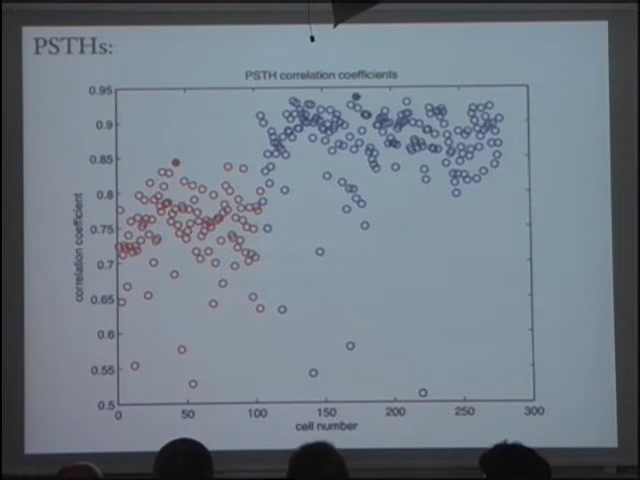 PSTHs:
PSTH correlation coefficients
0.95
0.9
0.85
0.8
0.75
0.7
0.65
0.6
0.55
0.5
correlation coefficient
0 50 100 150 200 250 300
cell number